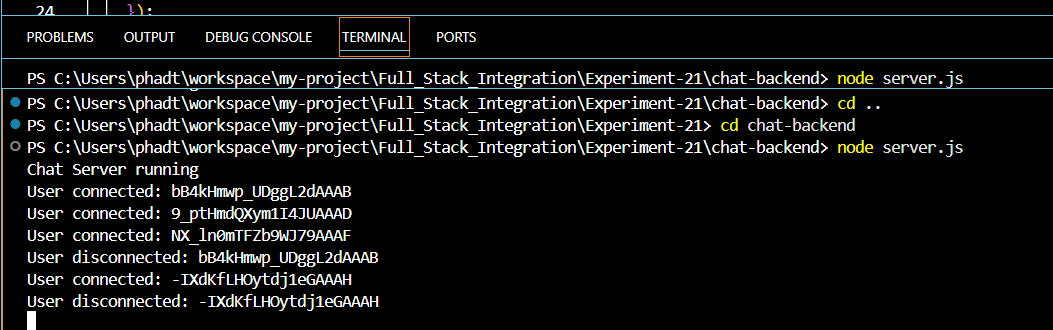 24 });
PROBLEMS OUTPUT DEBUG CONSOLE TERMINAL PORTS
PS C:\Users\phadt\workspace\my-project\Full_Stack_Integration\Experiment-21\chat-backend> node server.js
PS C:\Users\phadt\workspace\my-project\Full_Stack_Integration\Experiment-21\chat-backend> cd ..
PS C:\Users\phadt\workspace\my-project\Full_Stack_Integration\Experiment-21> cd chat-backend
PS C:\Users\phadt\workspace\my-project\Full_Stack_Integration\Experiment-21\chat-backend> node server.js
Chat Server running
User connected: bB4kHmwp_UDggL2dAAAB
User connected: 9_ptHmdQXym1I4JUAAAD
User connected: NX_ln0mTFZb9WJ79AAAF
User disconnected: bB4kHmwp_UDggL2dAAAB
User connected: -IXdKfLHOytdj1eGAAAH
User disconnected: -IXdKfLHOytdj1eGAAAH